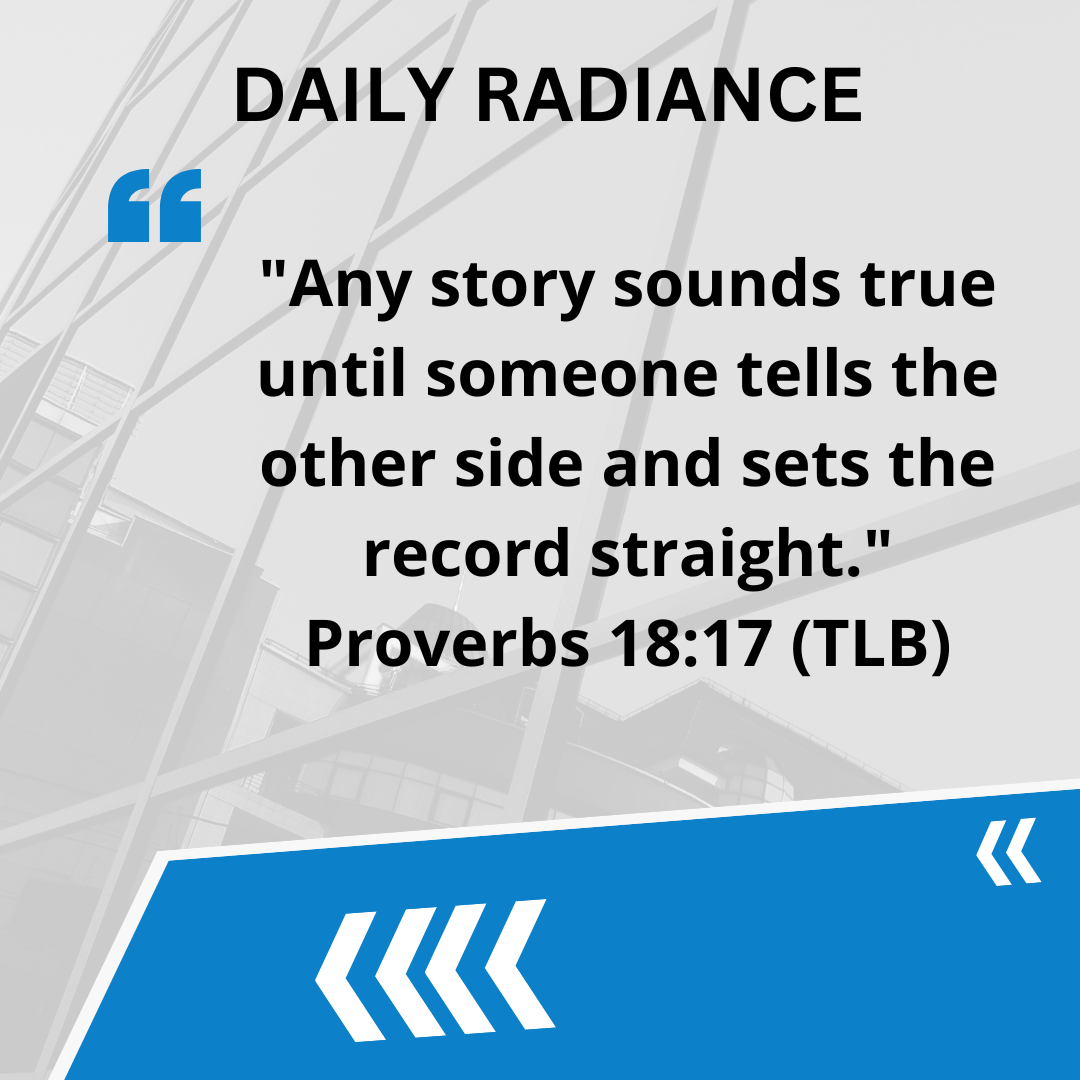 DAILY RADIANCE
"Any story sounds true
until someone tells the
other side and sets the
record straight."
Proverbs 18:17 (TLB)